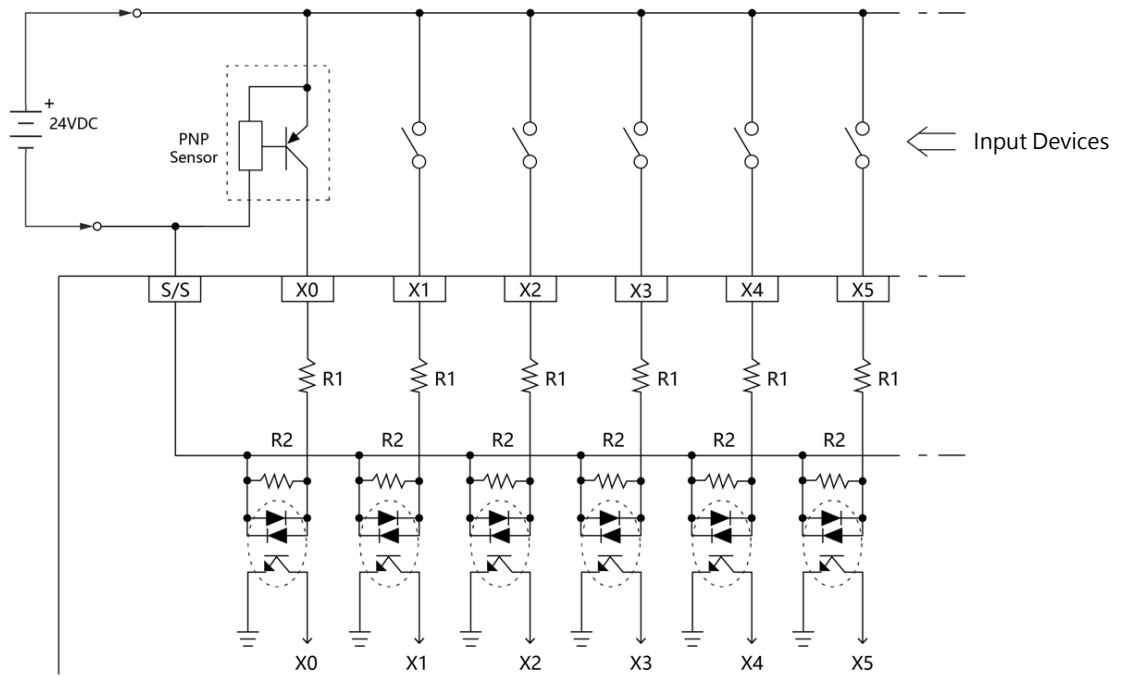 +
24VDC
PNP
Sensor
Input Devices
S/S
X0
X1
X2
X3
X4
X5
R1
R1
R1
R1
R1
R1
R2
R2
R2
R2
R2
R2
X0
X1
X2
X3
X4
X5